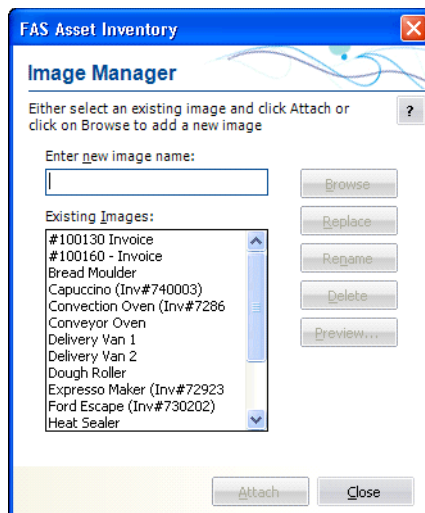 FAS Asset Inventory
Image Manager
Either select an existing image and click Attach or
click on Browse to add a new image
?
Enter new image name:
Browse
Existing Images:
Replace
#100130 Invoice
#100160 - Invoice
Rename
Bread Moulder
Capuccino (Inv#740003)
Delete
Convection Oven (Inv#7286
Conveyor Oven
Preview...
Delivery Van 1
Delivery Van 2
Dough Roller
Expresso Maker (Inv#72923
Ford Escape (Inv#730202)
Heat Sealer
Attach
Close